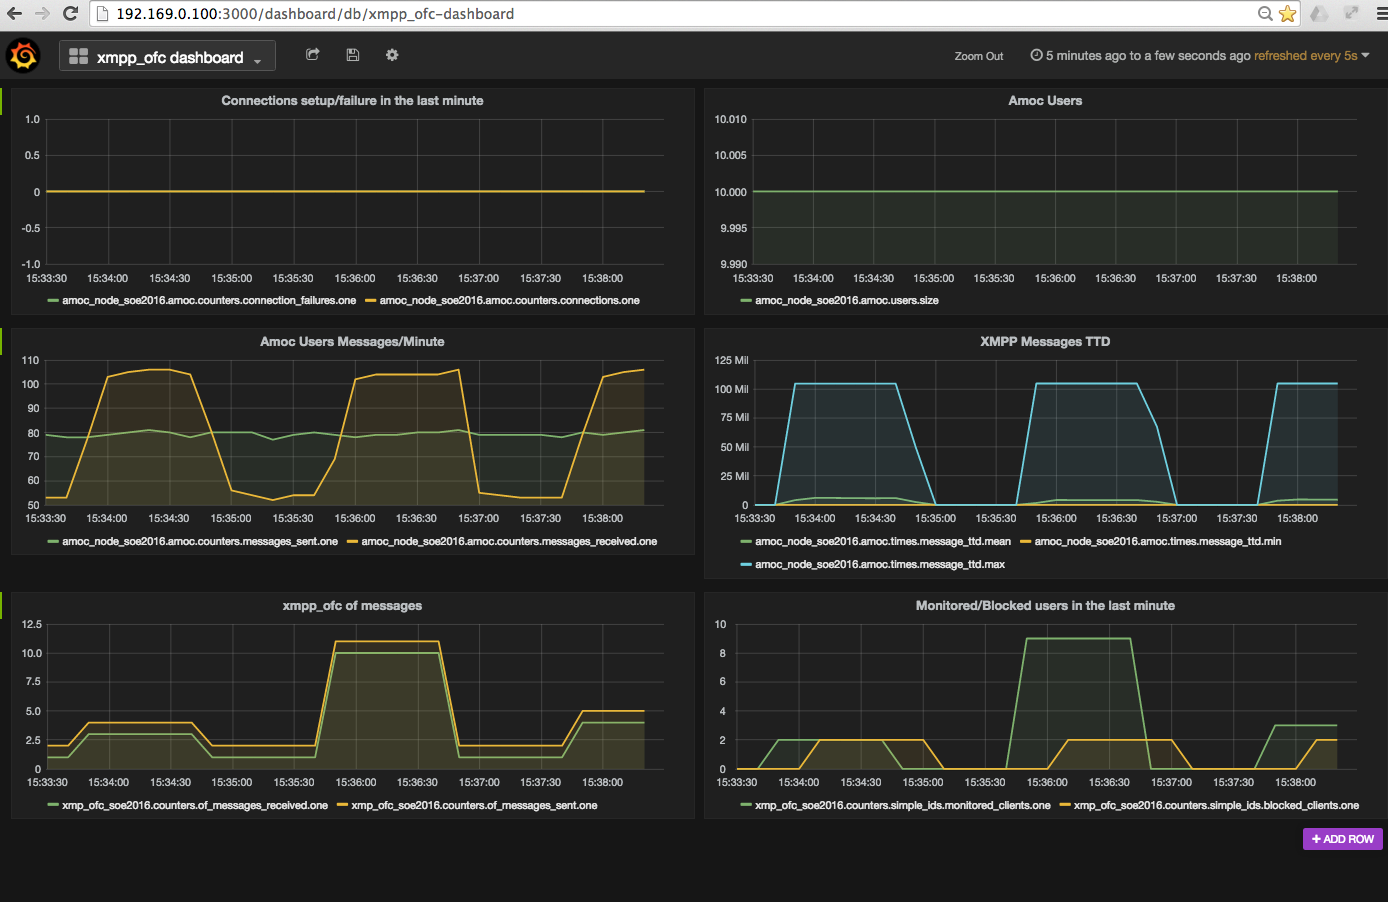 192.169.0.100:3000/dashboard/db/xmpp_ofc-dashboard
xmpp_ofc dashboard
Zoom Out
5 minutes ago to a few seconds ago refreshed every 5s
Connections setup/failure in the last minute
1.0
0.5
0
-0.5
-1.0
15:33:30 15:34:00 15:34:30 15:35:00 15:35:30 15:36:00 15:36:30 15:37:00 15:37:30 15:38:00
amoc_node_soe2016.amoc.counters.connection_failures.one amoc_node_soe2016.amoc.counters.connections.one
Amoc Users
10.010
10.005
10.000
9.995
9.990
15:33:30 15:34:00 15:34:30 15:35:00 15:35:30 15:36:00 15:36:30 15:37:00 15:37:30 15:38:00
amoc_node_soe2016.amoc.users.size
Amoc Users Messages/Minute
110
100
90
80
70
60
50
15:33:30 15:34:00 15:34:30 15:35:00 15:35:30 15:36:00 15:36:30 15:37:00 15:37:30 15:38:00
amoc_node_soe2016.amoc.counters.messages_sent.one amoc_node_soe2016.amoc.counters.messages_received.one
XMPP Messages TTD
125 Mil
100 Mil
75 Mil
50 Mil
25 Mil
0
15:33:30 15:34:00 15:34:30 15:35:00 15:35:30 15:36:00 15:36:30 15:37:00 15:37:30 15:38:00
amoc_node_soe2016.amoc.times.message_ttd.mean amoc_node_soe2016.amoc.times.message_ttd.min
amoc_node_soe2016.amoc.times.message_ttd.max
xmpp_ofc of messages
12.5
10.0
7.5
5.0
2.5
0
15:33:30 15:34:00 15:34:30 15:35:00 15:35:30 15:36:00 15:36:30 15:37:00 15:37:30 15:38:00
xmp_ofc_soe2016.counters.of_messages_received.one xmp_ofc_soe2016.counters.of_messages_sent.one
Monitored/Blocked users in the last minute
10
8
6
4
2
0
15:33:30 15:34:00 15:34:30 15:35:00 15:35:30 15:36:00 15:36:30 15:37:00 15:37:30 15:38:00
xmp_ofc_soe2016.counters.simple_ids.monitored_clients.one xmp_ofc_soe2016.counters.simple_ids.blocked_clients.one
+ ADD ROW